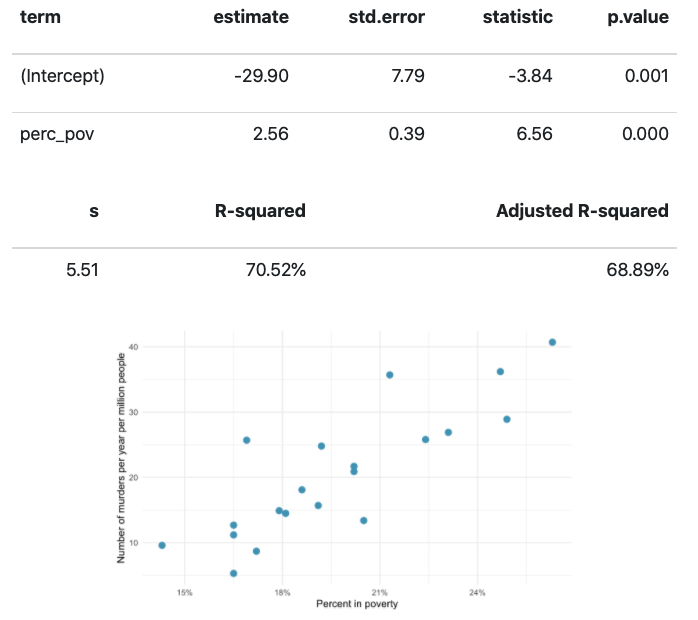 term estimate std.error statistic p.value
(Intercept) -29.90 7.79 -3.84 0.001
perc_pov 2.56 0.39 6.56 0.000
s R-squared Adjusted R-squared
5.51 70.52% 68.89%
Number of murders per year per million people
40
30
20
10
15% 18% 21% 24%
Percent in poverty